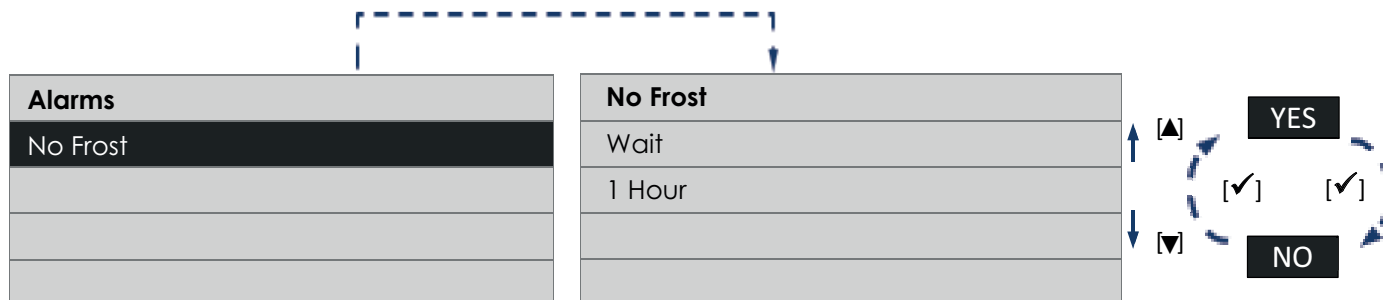 Alarms
No Frost
No Frost
Wait
1 Hour
[▲]
[▼]
YES
[✓] [✓]
NO